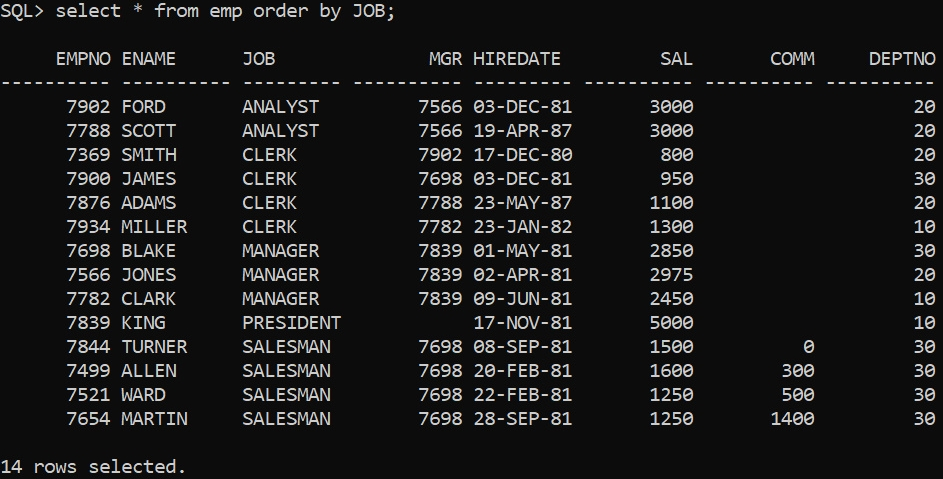 SQL> select * from emp order by JOB;

     EMPNO ENAME      JOB              MGR HIREDATE         SAL       COMM     DEPTNO
---------- ---------- --------- ---------- --------- ---------- ---------- ----------
      7902 FORD       ANALYST         7566 03-DEC-81       3000                    20
      7788 SCOTT      ANALYST         7566 19-APR-87       3000                    20
      7369 SMITH      CLERK           7902 17-DEC-80        800                    20
      7900 JAMES      CLERK           7698 03-DEC-81        950                    30
      7876 ADAMS      CLERK           7788 23-MAY-87       1100                    20
      7934 MILLER     CLERK           7782 23-JAN-82       1300                    10
      7698 BLAKE      MANAGER         7839 01-MAY-81       2850                    30
      7566 JONES      MANAGER         7839 02-APR-81       2975                    20
      7782 CLARK      MANAGER         7839 09-JUN-81       2450                    10
      7839 KING       PRESIDENT            17-NOV-81       5000                    10
      7844 TURNER     SALESMAN        7698 08-SEP-81       1500          0         30
      7499 ALLEN      SALESMAN        7698 20-FEB-81       1600        300         30
      7521 WARD       SALESMAN        7698 22-FEB-81       1250        500         30
      7654 MARTIN     SALESMAN        7698 28-SEP-81       1250       1400         30

14 rows selected.